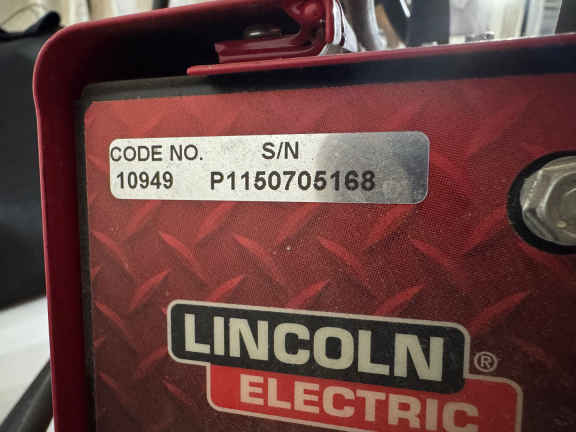 CODE NO. S/N
10949 P1150705168
LINCOLN ®
ELECTRIC